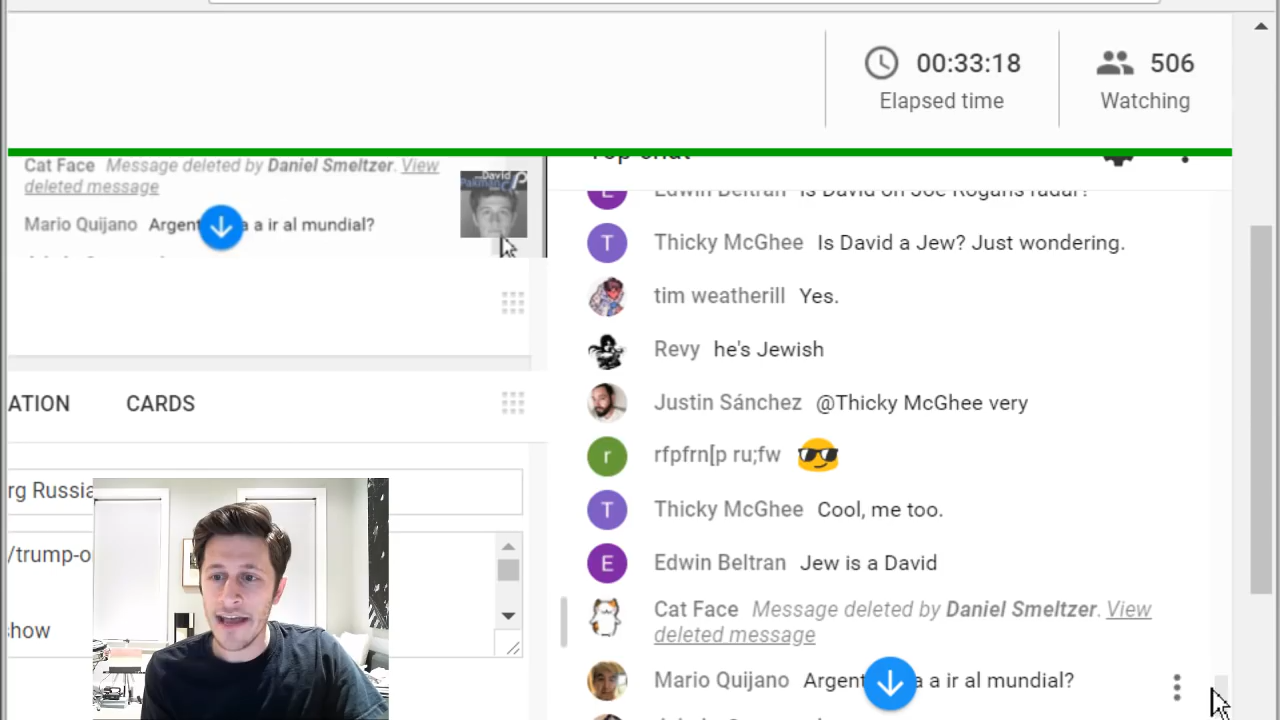 00:33:18
506
Elapsed time
Watching
Cat Face Message deleted by Daniel Smeltzer. View
deleted message
David
Pakman
Mario Quijano Argent a a ir al mundial?
Top chat
Edwin Beltran Is David on Joe Rogans radar?
Thicky McGhee Is David a Jew? Just wondering.
tim weatherill Yes.
Revy he's Jewish
Justin Sánchez @Thicky McGhee very
r
rfpfrn[p ru;fw
T
Thicky McGhee Cool, me too.
E
Edwin Beltran Jew is a David
Cat Face Message deleted by Daniel Smeltzer. View
deleted message
Mario Quijano Argent a a ir al mundial?
ATION CARDS
rg Russia
/trump-o
show